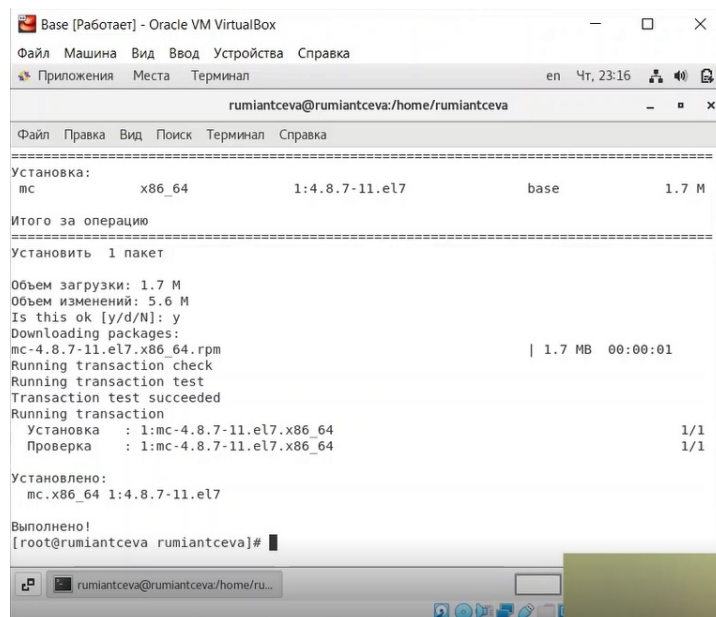 Base [Работает] - Oracle VM VirtualBox
Файл Машина Вид Ввод Устройства Справка
Приложения Места Терминал en Чт, 23:16
rumiantceva@rumiantceva:/home/rumiantceva
Файл Правка Вид Поиск Терминал Справка
================================================================================
Установка:
mc x86_64 1:4.8.7-11.el7 base 1.7 M
Итого за операцию
================================================================================
Установить 1 пакет
Объем загрузки: 1.7 M
Объем изменений: 5.6 M
Is this ok [y/d/N]: y
Downloading packages:
mc-4.8.7-11.el7.x86_64.rpm | 1.7 MB 00:00:01
Running transaction check
Running transaction test
Transaction test succeeded
Running transaction
Установка : 1:mc-4.8.7-11.el7.x86_64 1/1
Проверка : 1:mc-4.8.7-11.el7.x86_64 1/1
Установлено:
mc.x86_64 1:4.8.7-11.el7
Выполнено!
[root@rumiantceva rumiantceva]#
rumiantceva@rumiantceva:/home/ru...